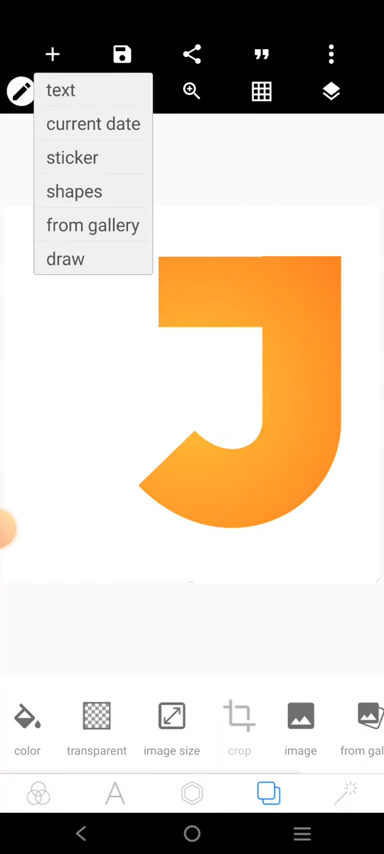 text
current date
sticker
shapes
from gallery
draw
J
color
transparent
image size
crop
image
from gal